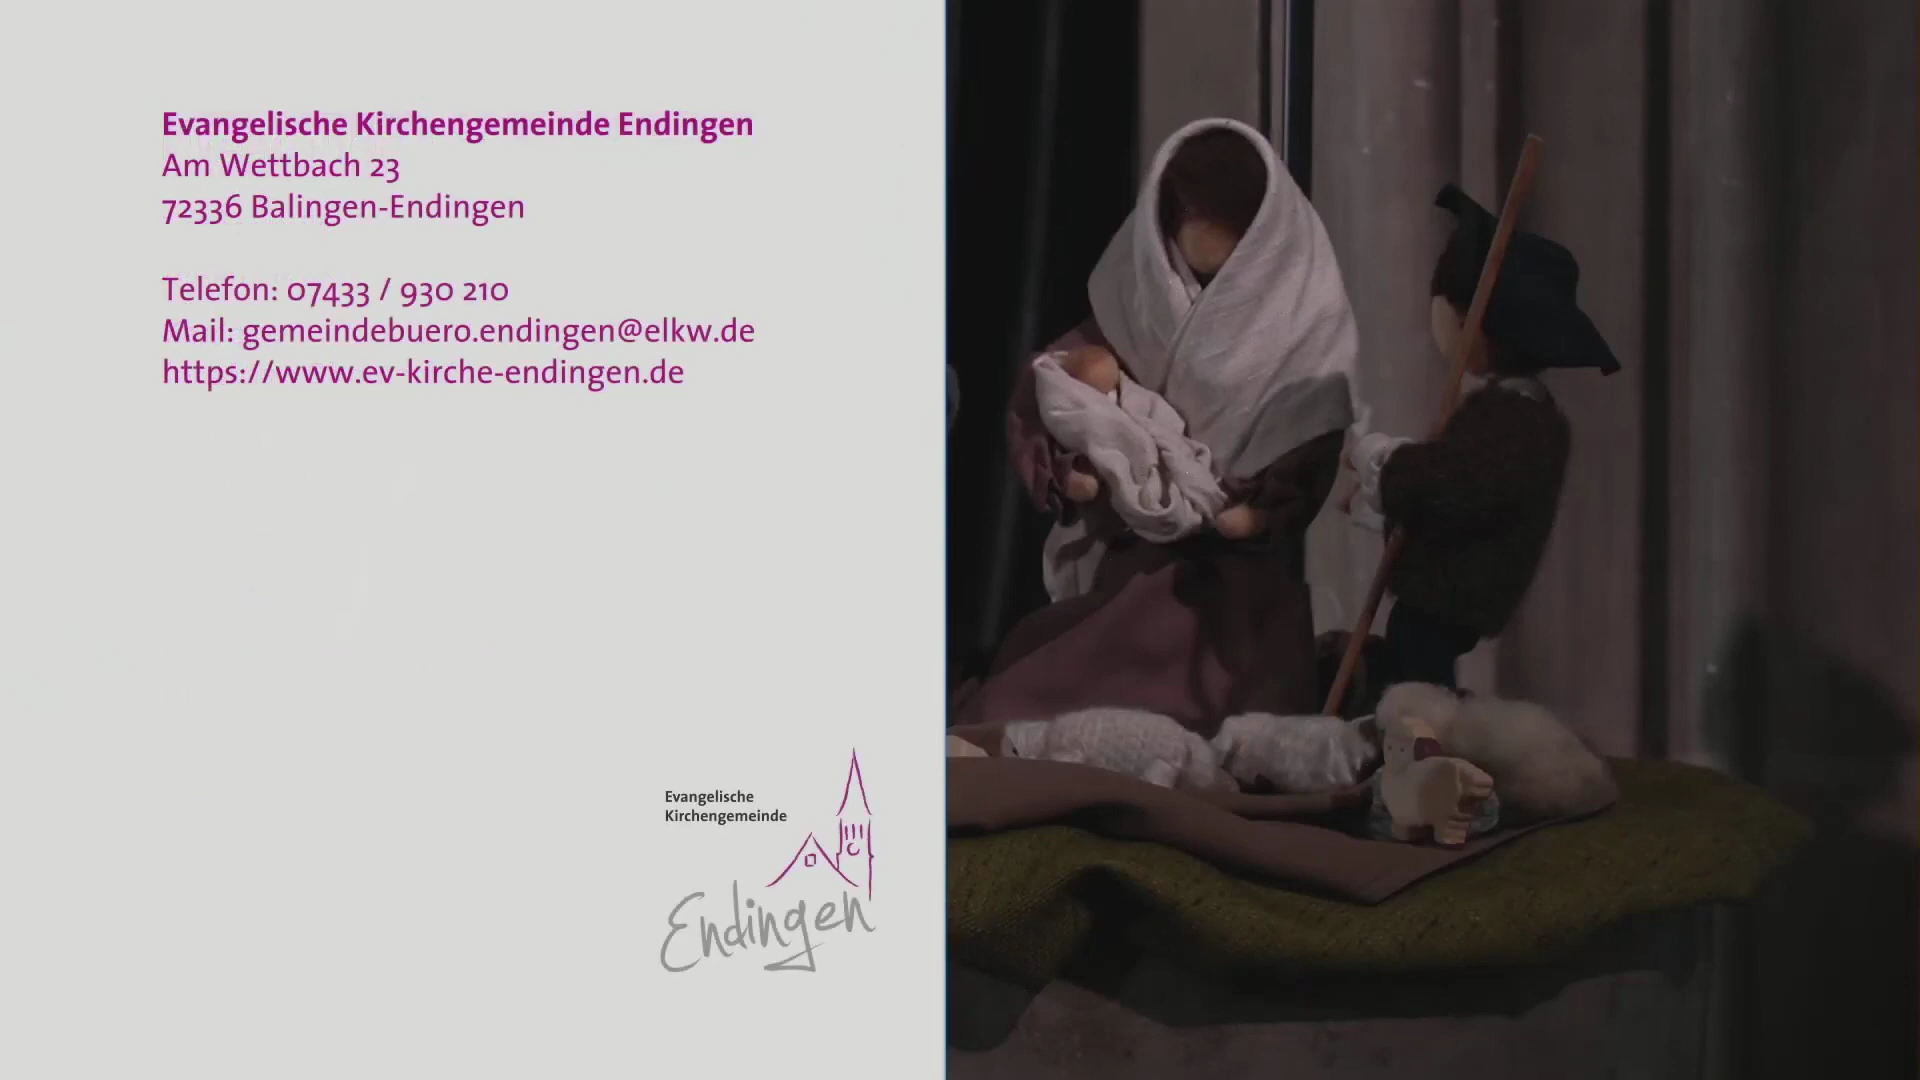 Evangelische Kirchengemeinde Endingen
Am Wettbach 23
72336 Balingen-Endingen
Telefon: 07433 / 930 210
Mail: gemeindebuero.endingen@elkw.de
https://www.ev-kirche-endingen.de
Evangelische
Kirchengemeinde
Endingen